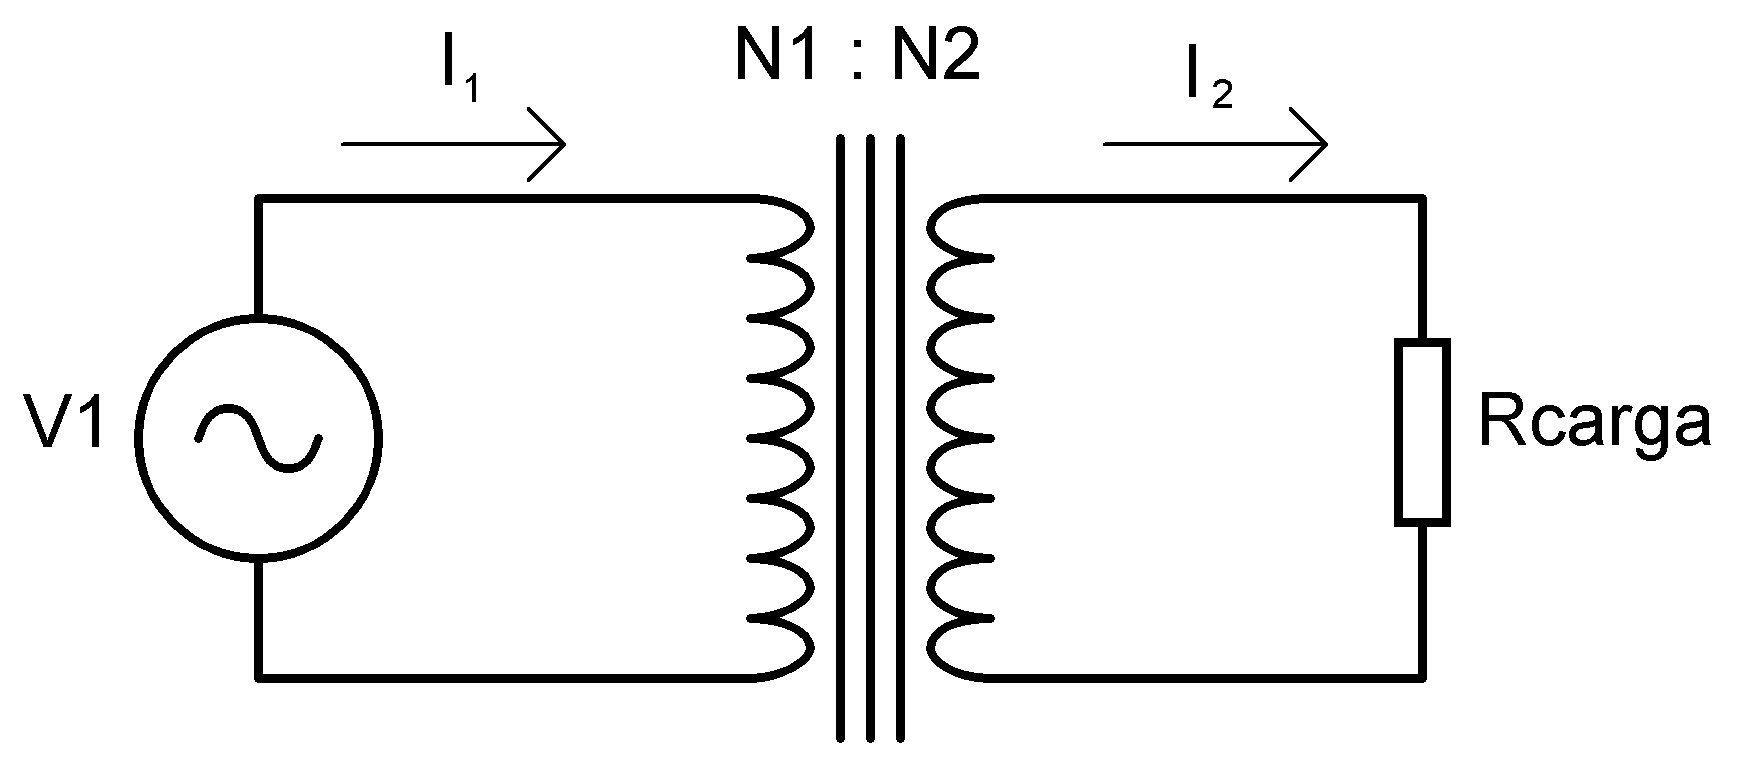 I1
N1 : N2
I2
V1
Rcarga